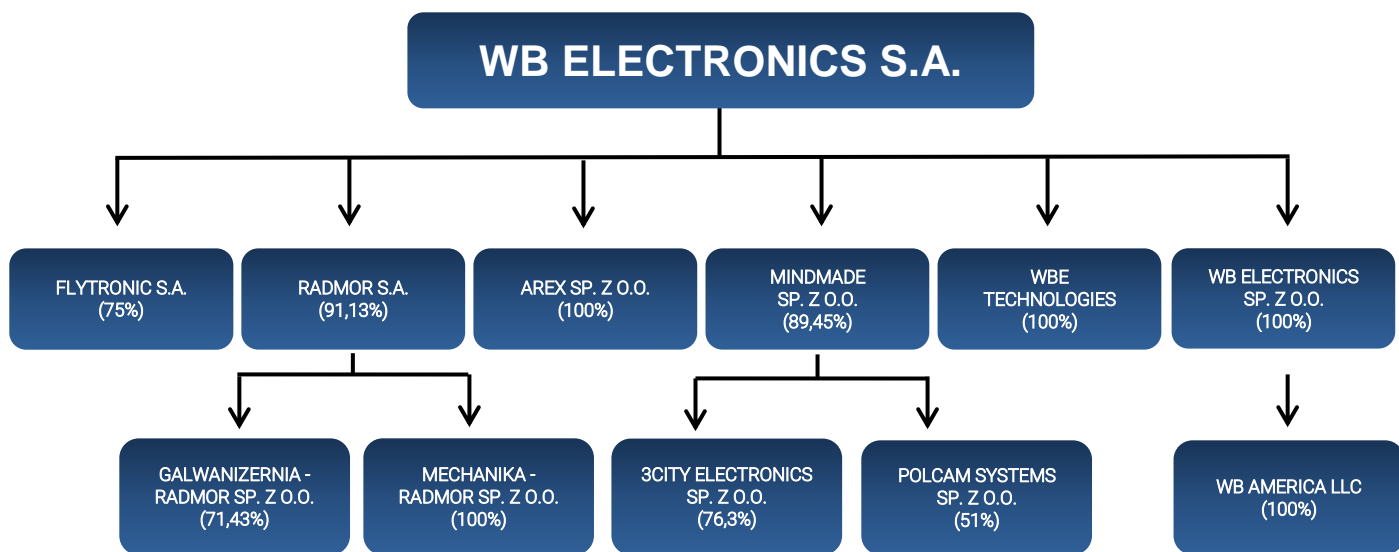 WB ELECTRONICS S.A.
FLYTRONIC S.A.
(75%)
RADMOR S.A.
(91,13%)
AREX SP. Z O.O.
(100%)
MINDMADE
SP. Z O.O.
(89,45%)
WBE
TECHNOLOGIES
(100%)
WB ELECTRONICS
SP. Z O.O.
(100%)
GALWANIZERNIA -
RADMOR SP. Z O.O.
(71,43%)
MECHANIKA -
RADMOR SP. Z O.O.
(100%)
3CITY ELECTRONICS
SP. Z O.O.
(76,3%)
POLCAM SYSTEMS
SP. Z O.O.
(51%)
WB AMERICA LLC
(100%)